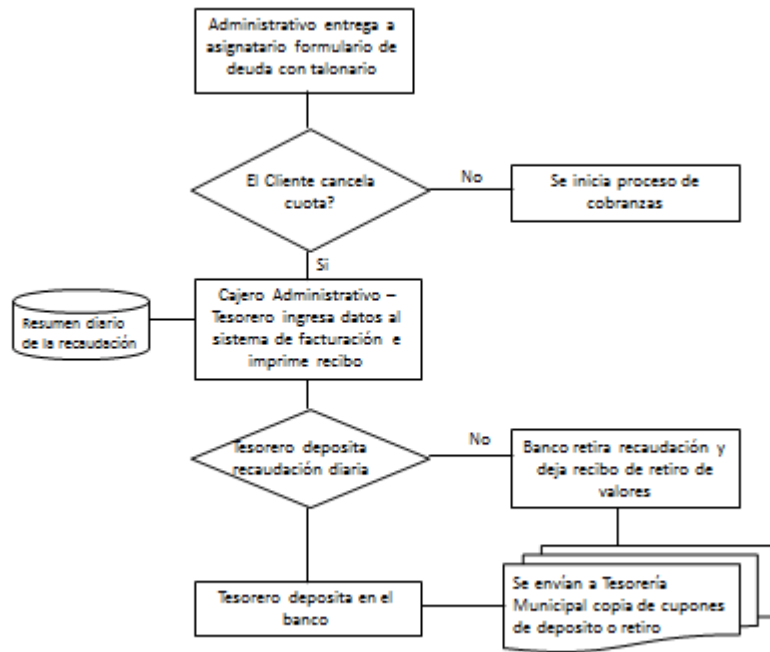 Administrativo entrega a
asignatario formulario de
deuda con talonario
El Cliente cancela
cuota?
No
Se inicia proceso de
cobranzas
Si
Cajero Administrativo –
Tesorero ingresa datos al
sistema de facturación e
imprime recibo
Resumen diario
de la recaudación
Tesorero deposita
recaudación diaria
No
Banco retira recaudación y
deja recibo de retiro de
valores
Tesorero deposita en el
banco
Se envían a Tesorería
Municipal copia de cupones
de deposito o retiro